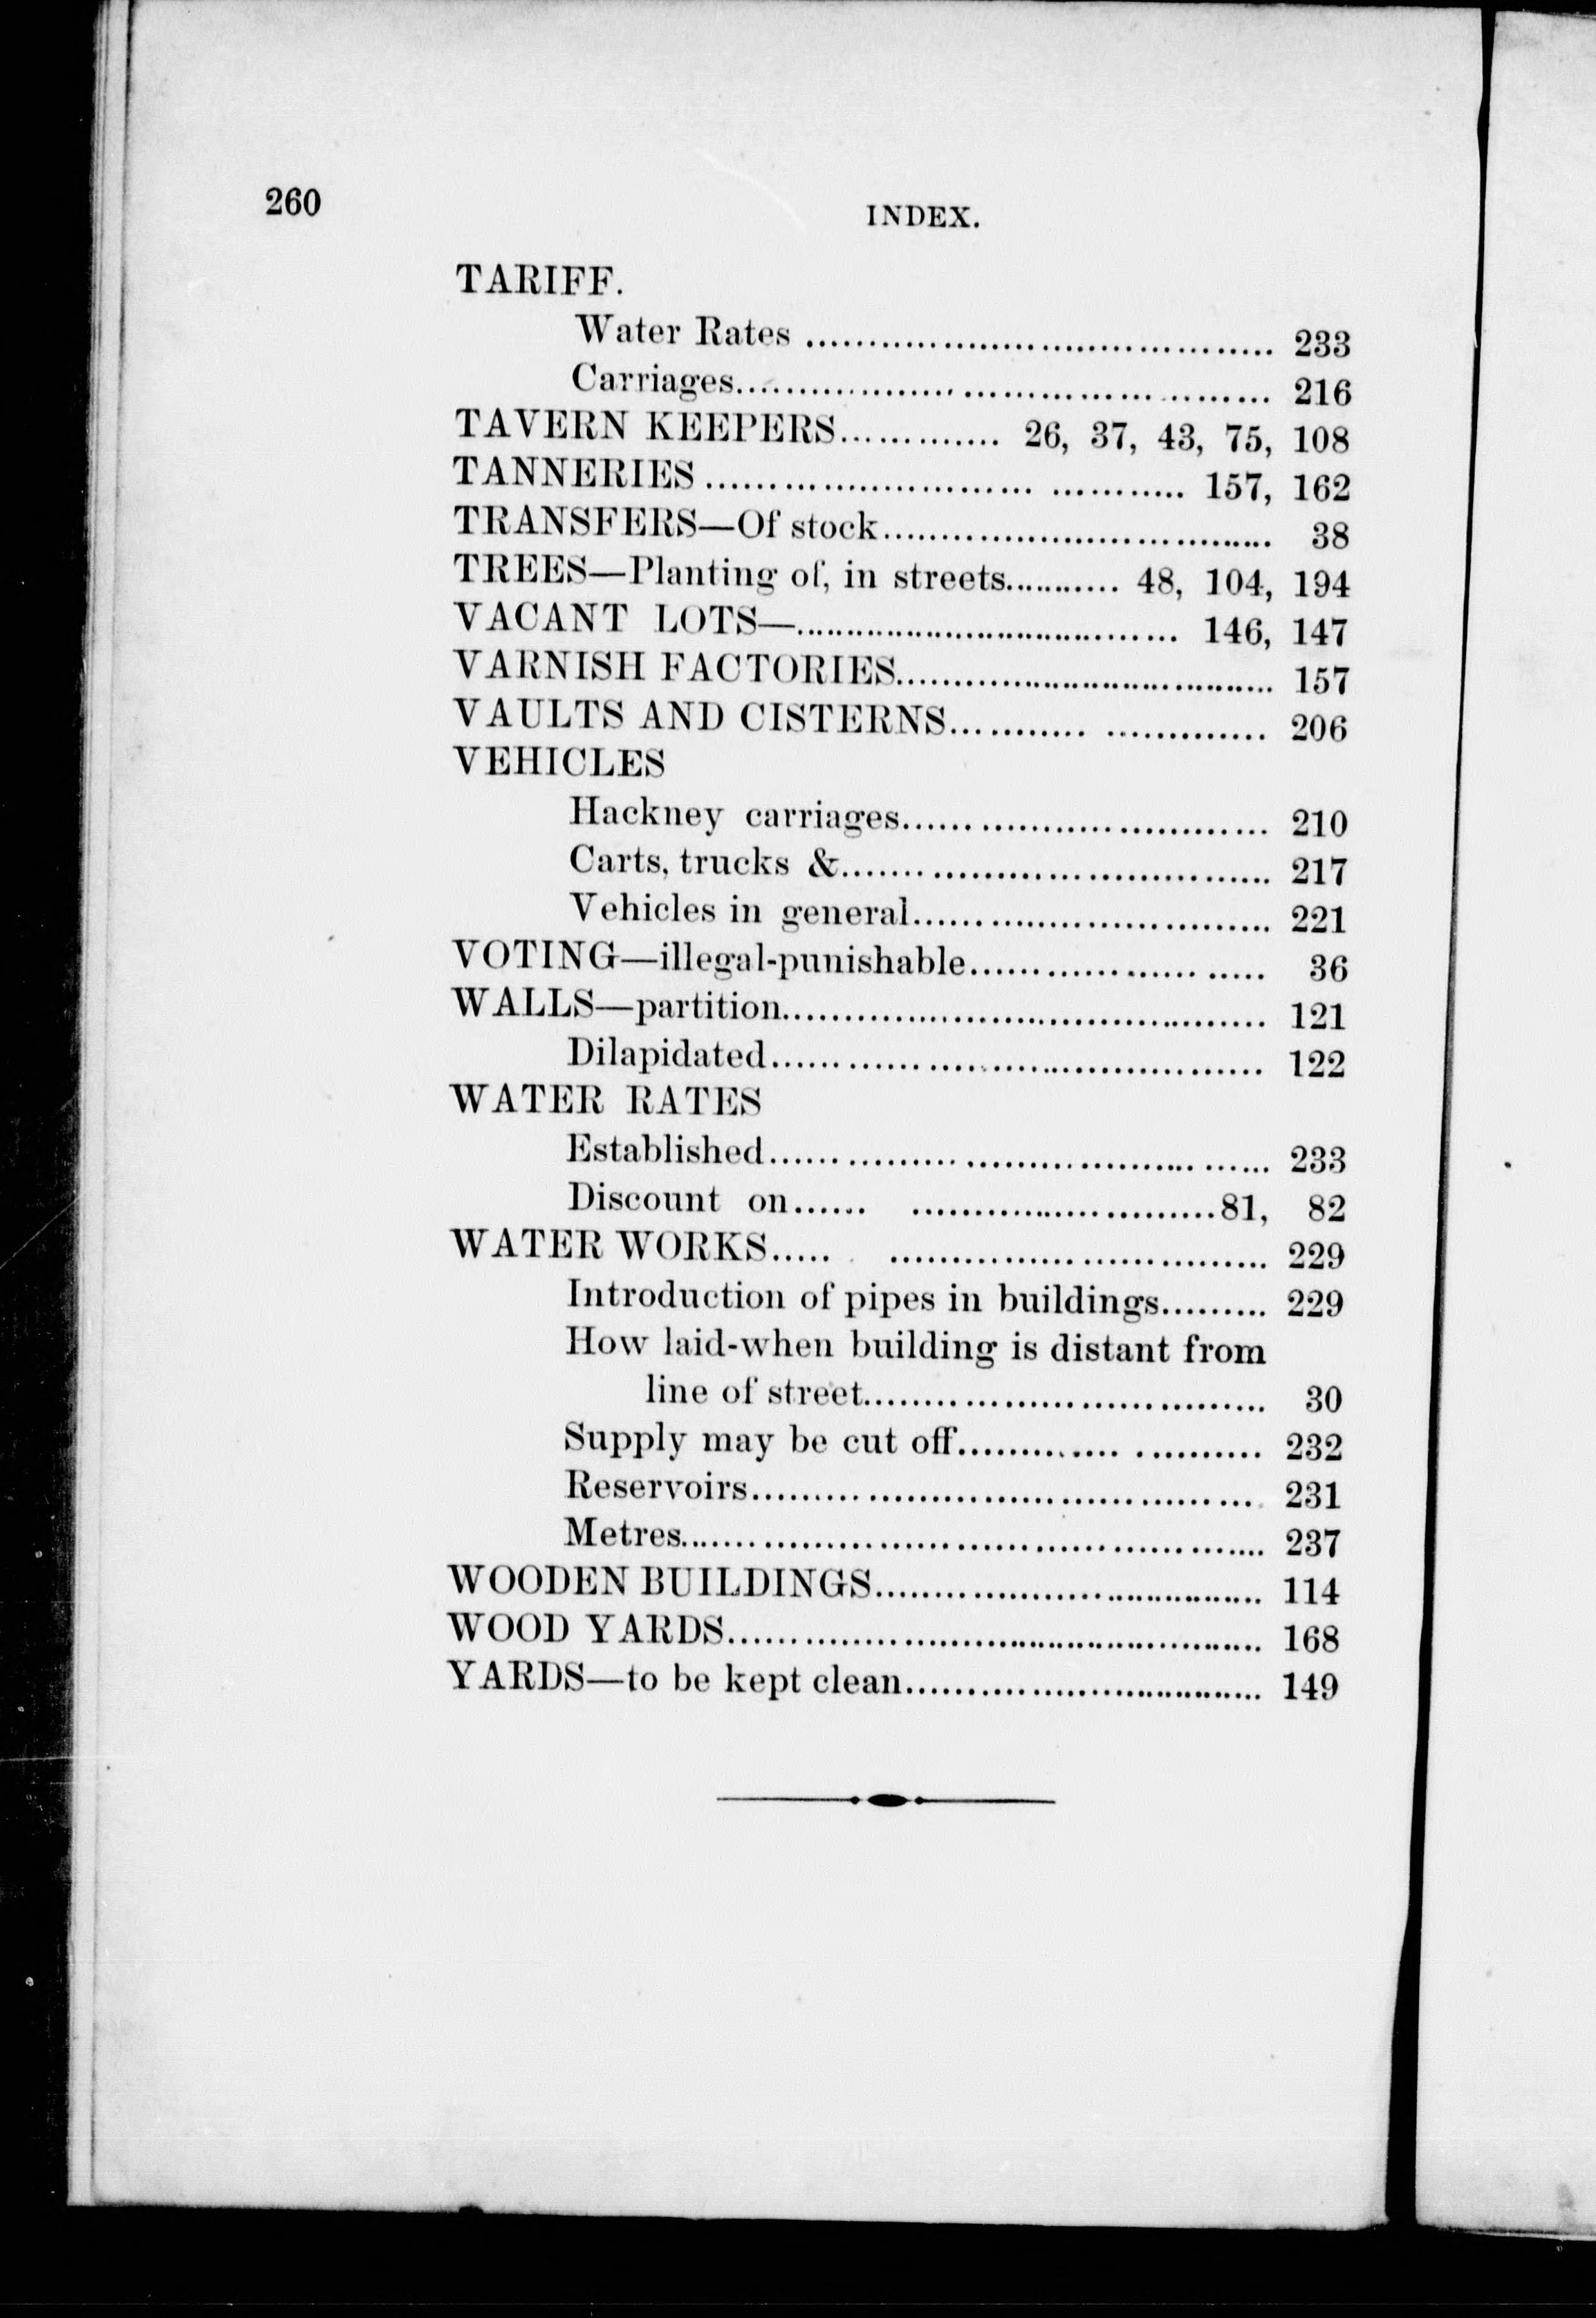 260
INDEX.
TARIFF.
Water Rates ........................................ 233
Carriages............................................. 216
TAVERN KEEPERS............. 26, 37, 43, 75, 108
TANNERIES ...................................... 157, 162
TRANSFERS—Of stock.................................. 38
TREES—Planting of, in streets........... 48, 104, 194
VACANT LOTS—.................................. 146, 147
VARNISH FACTORIES................................. 157
VAULTS AND CISTERNS........................ 206
VEHICLES
Hackney carriages............................... 210
Carts, trucks &..................................... 217
Vehicles in general.............................. 221
VOTING—illegal-punishable......................... 36
WALLS—partition......................................... 121
Dilapidated.......................................... 122
WATER RATES
Established........................................... 233
Discount on...... .........................81, 82
WATER WORKS..... ................................ 229
Introduction of pipes in buildings......... 229
How laid-when building is distant from
line of street.................................. 30
Supply may be cut off........................ 232
Reservoirs........................................... 231
Metres.................................................. 237
WOODEN BUILDINGS................................. 114
WOOD YARDS.............................................. 168
YARDS—to be kept clean.............................. 149